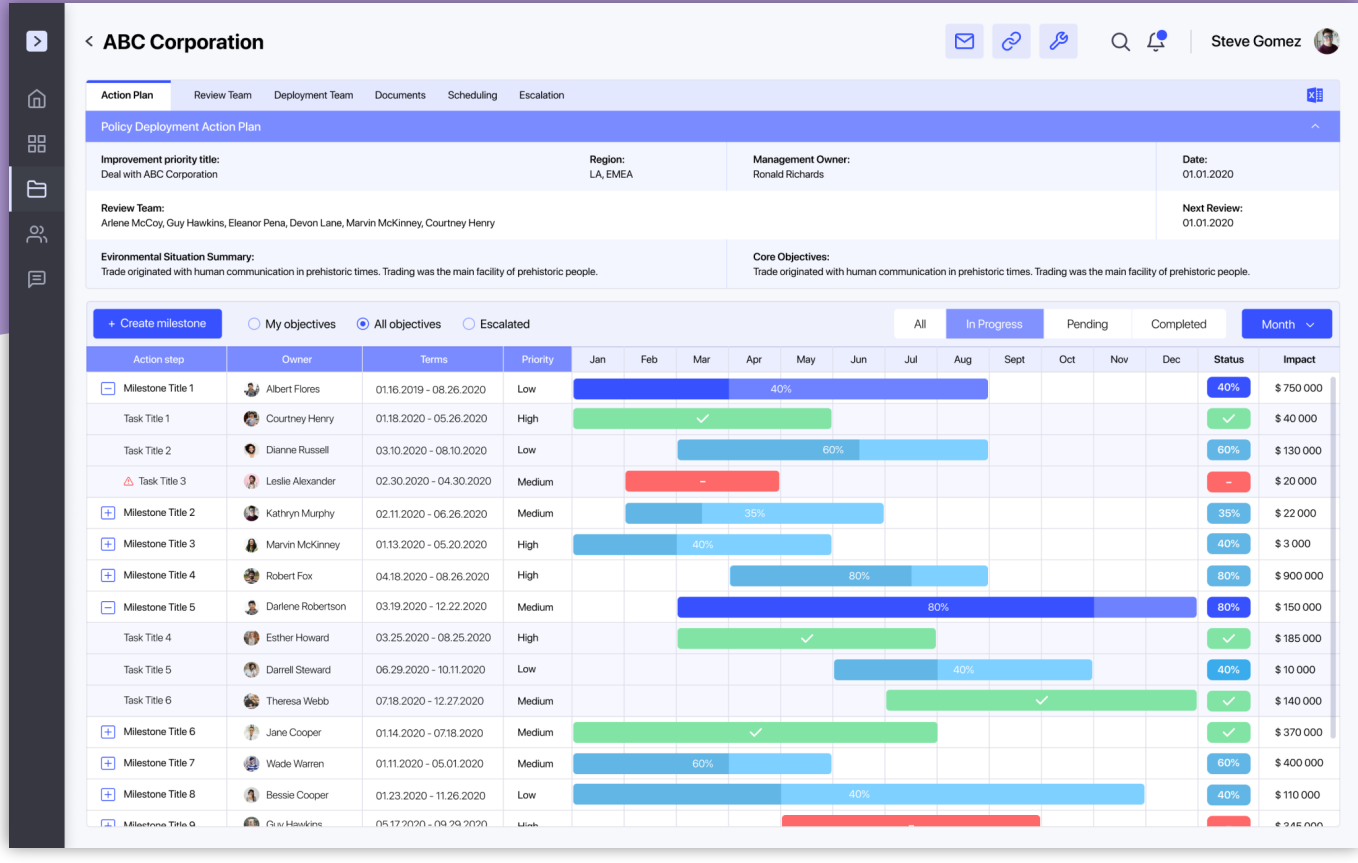 ABC Corporation
Steve Gomez
Action Plan Review Team Deployment Team Documents Scheduling Escalation
Policy Deployment Action Plan
Improvement priority title: Region: Management Owner: Date:
Deal with ABC Corporation LA, EMEA Ronald Richards 01.01.2020
Review Team: Next Review:
Arlene McCoy, Guy Hawkins, Eleanor Pena, Devon Lane, Marvin McKinney, Courtney Henry 01.01.2020
Evironmental Situation Summary: Core Objectives:
Trade originated with human communication in prehistoric times. Trading was the main facility of prehistoric people. Trade originated with human communication in prehistoric times. Trading was the main facility of prehistoric people.
+ Create milestone My objectives All objectives Escalated All In Progress Pending Completed Month
Action step Owner Terms Priority Jan Feb Mar Apr May Jun Jul Aug Sept Oct Nov Dec Status Impact
Milestone Title 1 Albert Flores 01.16.2019 - 08.26.2020 Low 40% 40% $ 750 000
Task Title 1 Courtney Henry 01.18.2020 - 05.26.2020 High $ 40 000
Task Title 2 Dianne Russell 03.10.2020 - 08.10.2020 Low 60% 60% $ 130 000
Task Title 3 Leslie Alexander 02.30.2020 - 04.30.2020 Medium – – $ 20 000
Milestone Title 2 Kathryn Murphy 02.11.2020 - 06.26.2020 Medium 35% 35% $ 22 000
Milestone Title 3 Marvin McKinney 01.13.2020 - 05.20.2020 High 40% 40% $ 3 000
Milestone Title 4 Robert Fox 04.18.2020 - 08.26.2020 High 80% 80% $ 900 000
Milestone Title 5 Darlene Robertson 03.19.2020 - 12.22.2020 Medium 80% 80% $ 150 000
Task Title 4 Esther Howard 03.25.2020 - 08.25.2020 High $ 185 000
Task Title 5 Darrell Steward 06.29.2020 - 10.11.2020 Low 40% 40% $ 10 000
Task Title 6 Theresa Webb 07.18.2020 - 12.27.2020 Medium $ 140 000
Milestone Title 6 Jane Cooper 01.14.2020 - 07.18.2020 Medium $ 370 000
Milestone Title 7 Wade Warren 01.11.2020 - 05.01.2020 Medium 60% 60% $ 400 000
Milestone Title 8 Bessie Cooper 01.23.2020 - 11.26.2020 Low 40% 40% $ 110 000
Milestone Title 9 Guy Hawkins 05.17.2020 - 09.29.2020 High – – $ 345 000